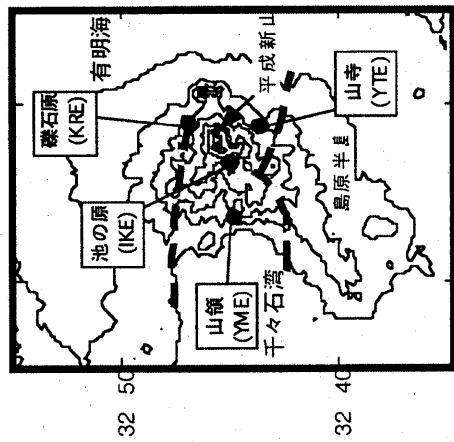 有明海
礫石原
(KRE)
平成新山
池の原
(IKE)
山寺
(YTE)
島原半島
山領
(YME)
千々石湾
32 50
32 40